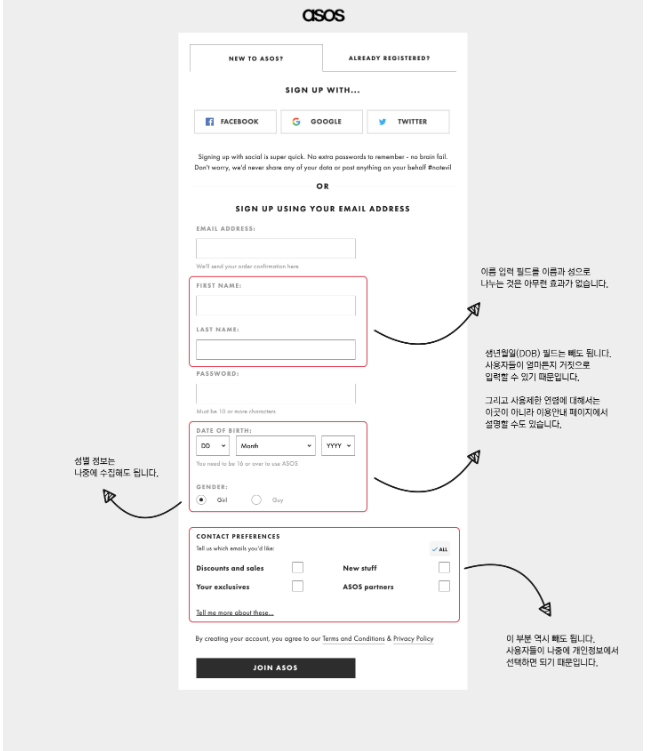 asos
NEW TO ASOS?
ALREADY REGISTERED?
SIGN UP WITH...
FACEBOOK
GOOGLE
TWITTER
Signing up with social is super quick. No extra passwords to remember - no brain fail.
Don't worry, we'd never share any of your data or post anything on your behalf #notevil
OR
SIGN UP USING YOUR EMAIL ADDRESS
EMAIL ADDRESS:
We'll send your order confirmation here
FIRST NAME:
이름 입력 필드를 이름과 성으로
나누는 것은 아무런 효과가 없습니다.
LAST NAME:
생년월일(DOB) 필드는 빼도 됩니다.
사용자들이 얼마든지 거짓으로
입력할 수 있기 때문입니다.
그리고 사용제한 연령에 대해서는
이곳이 아니라 이용안내 페이지에서
설명할 수도 있습니다.
PASSWORD:
Must be 10 or more characters
DATE OF BIRTH:
DD
Month
YYYY
You need to be 16 or over to use ASOS
성별 정보는
나중에 수집해도 됩니다.
GENDER:
Girl
Guy
CONTACT PREFERENCES
Tell us which emails you'd like:
ALL
Discounts and sales
New stuff
Your exclusives
ASOS partners
Tell me more about these...
이 부분 역시 빼도 됩니다.
사용자들이 나중에 개인정보에서
선택하면 되기 때문입니다.
By creating your account, you agree to our Terms and Conditions & Privacy Policy
JOIN ASOS